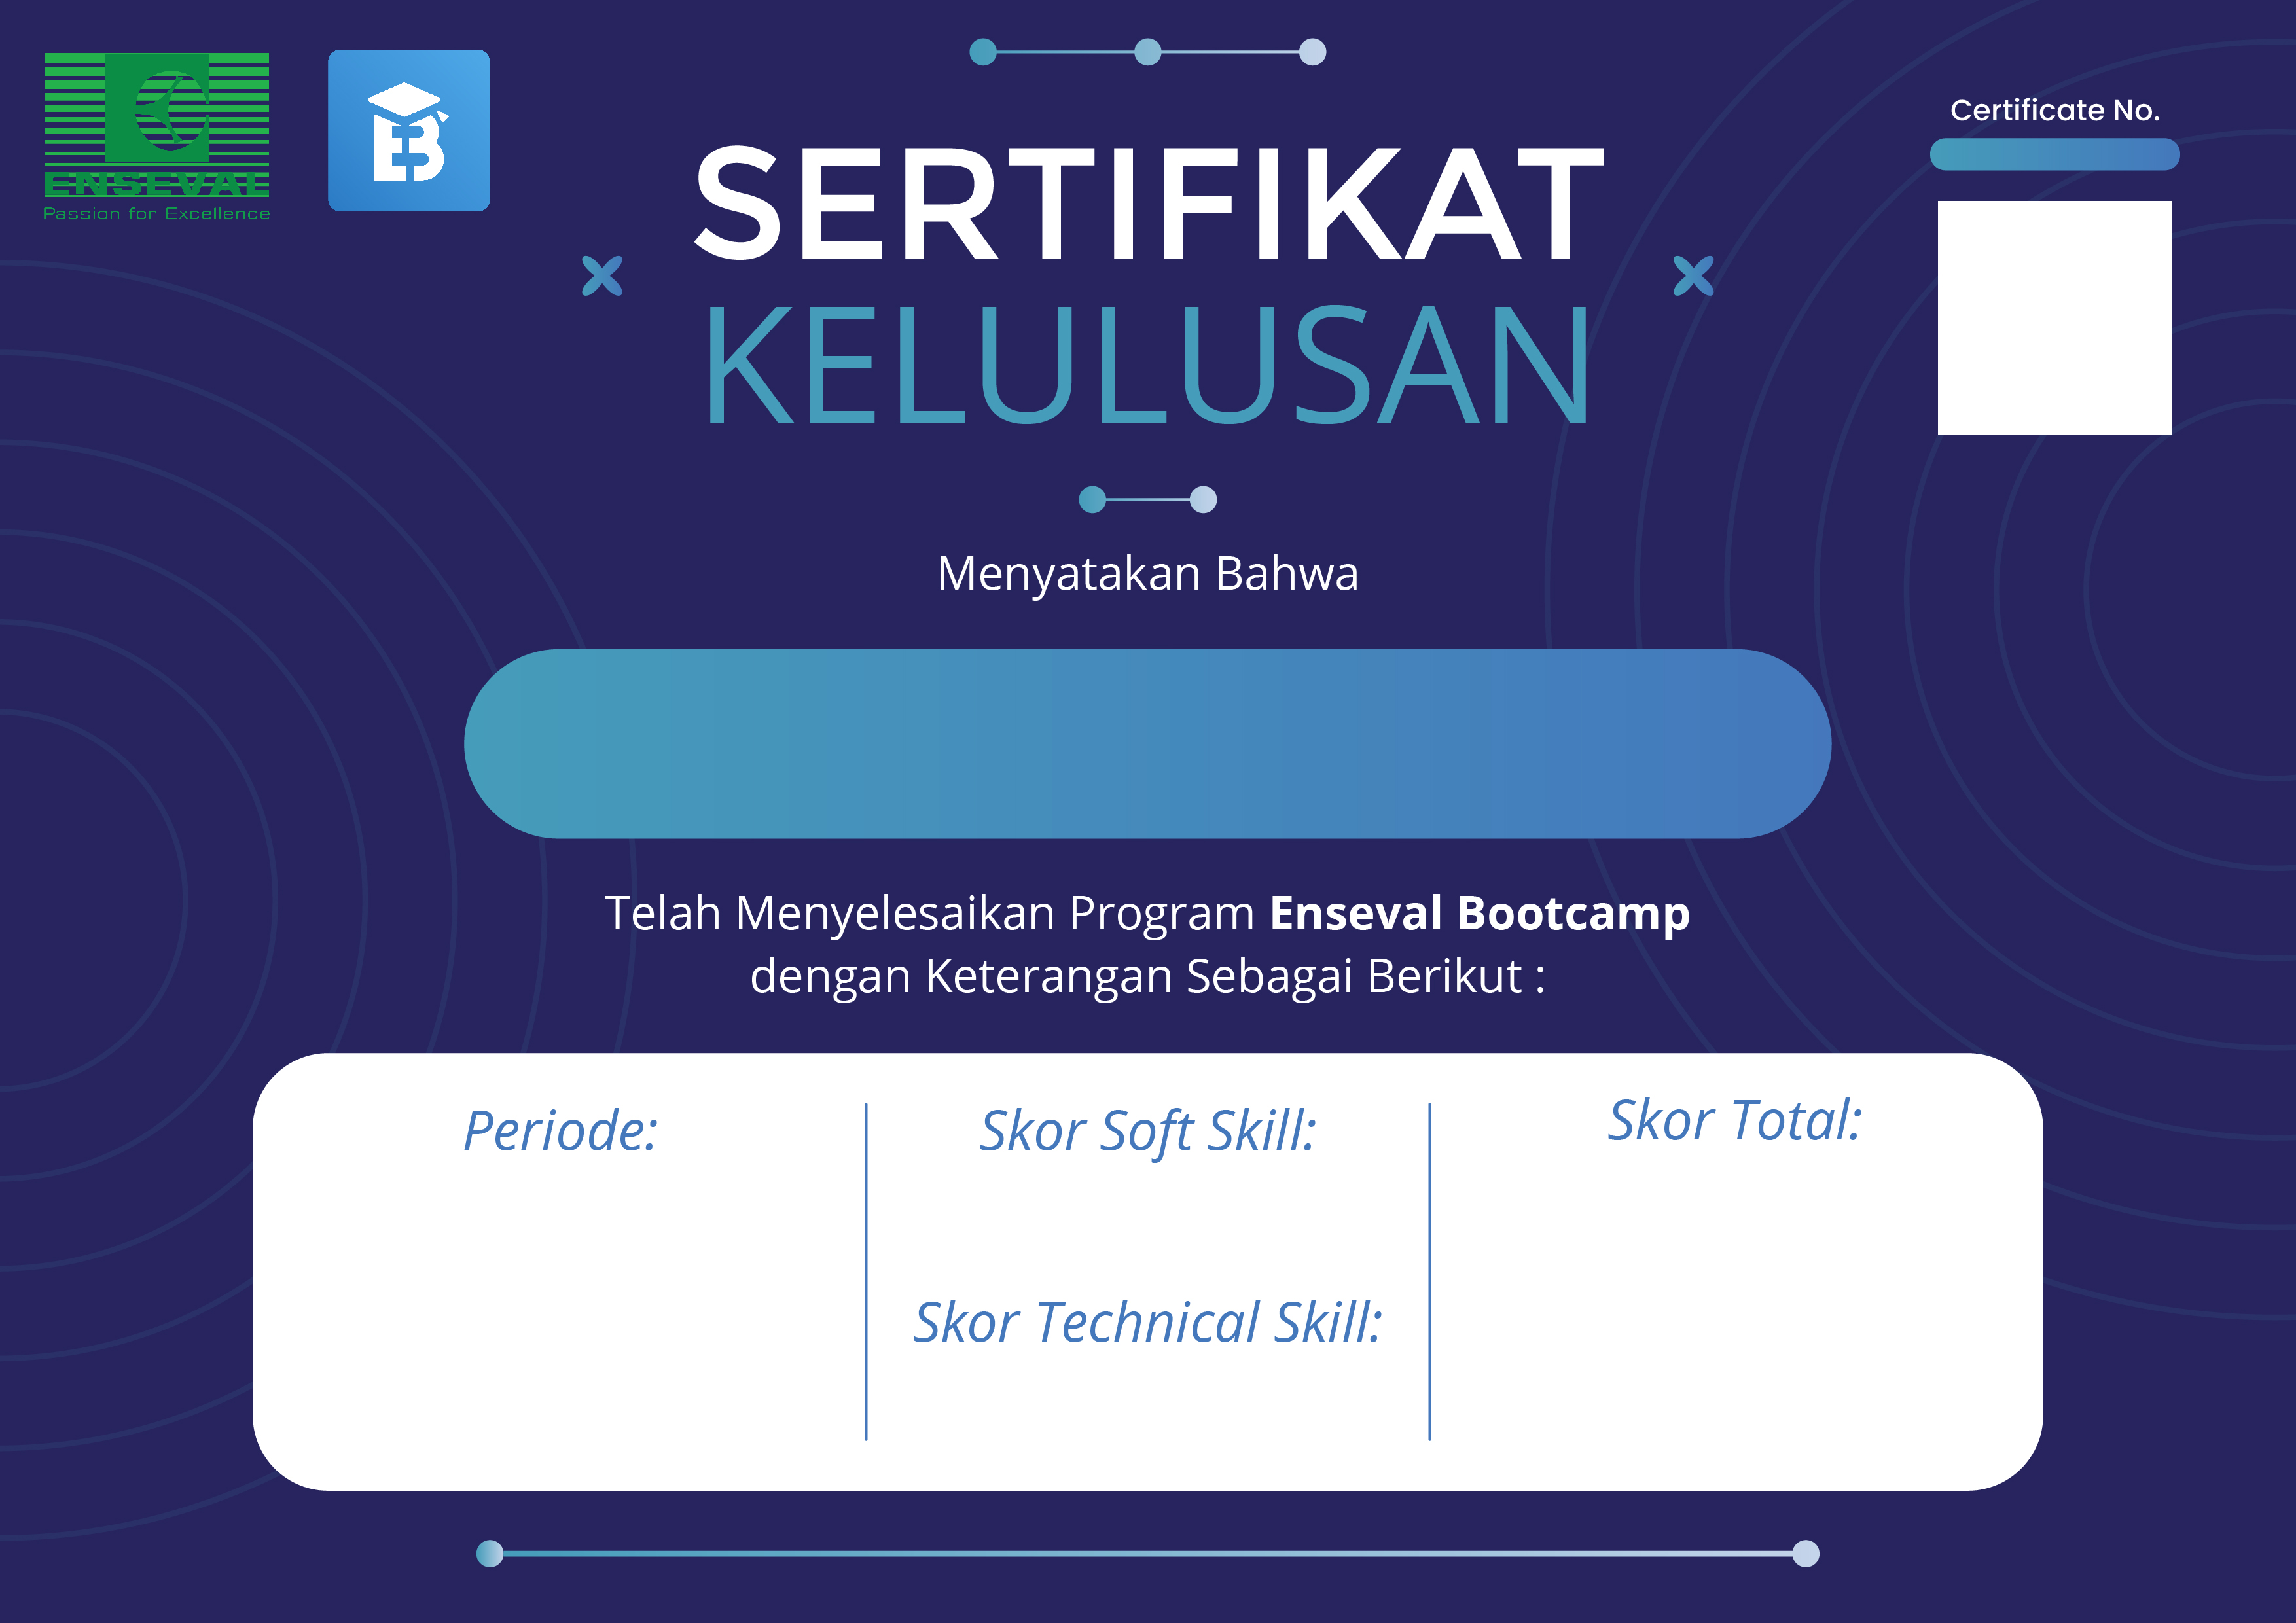 ENSEVAL
Passion for Excellence
Certificate No.
SERTIFIKAT
KELULUSAN
Menyatakan Bahwa
Telah Menyelesaikan Program Enseval Bootcamp
dengan Keterangan Sebagai Berikut :
Periode:
Skor Soft Skill:
Skor Technical Skill:
Skor Total: